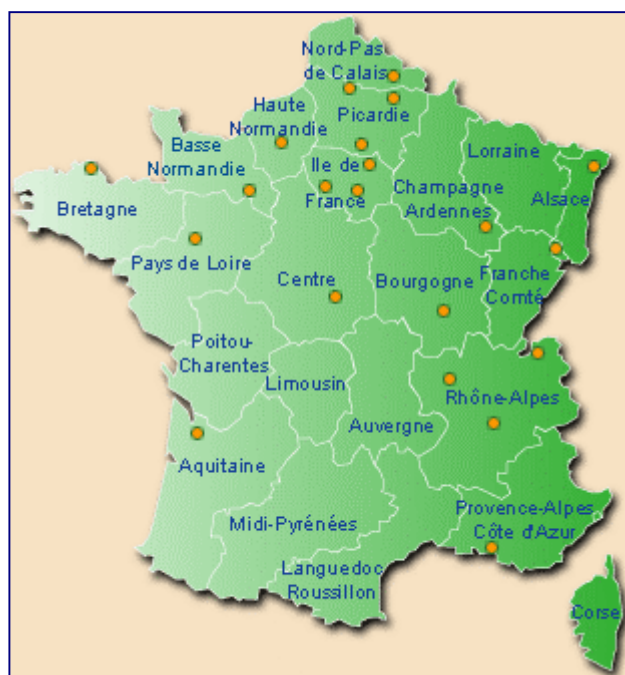 Nord-Pas
de Calais
Haute
Normandie
Picardie
Basse
Normandie
Ile de
France
Lorraine
Champagne
Ardennes
Alsace
Bretagne
Pays de Loire
Centre
Bourgogne
Franche
Comté
Poitou-
Charentes
Limousin
Auvergne
Rhône-Alpes
Aquitaine
Midi-Pyrénées
Provence-Alpes
Côte d'Azur
Languedoc
Roussillon
Corse